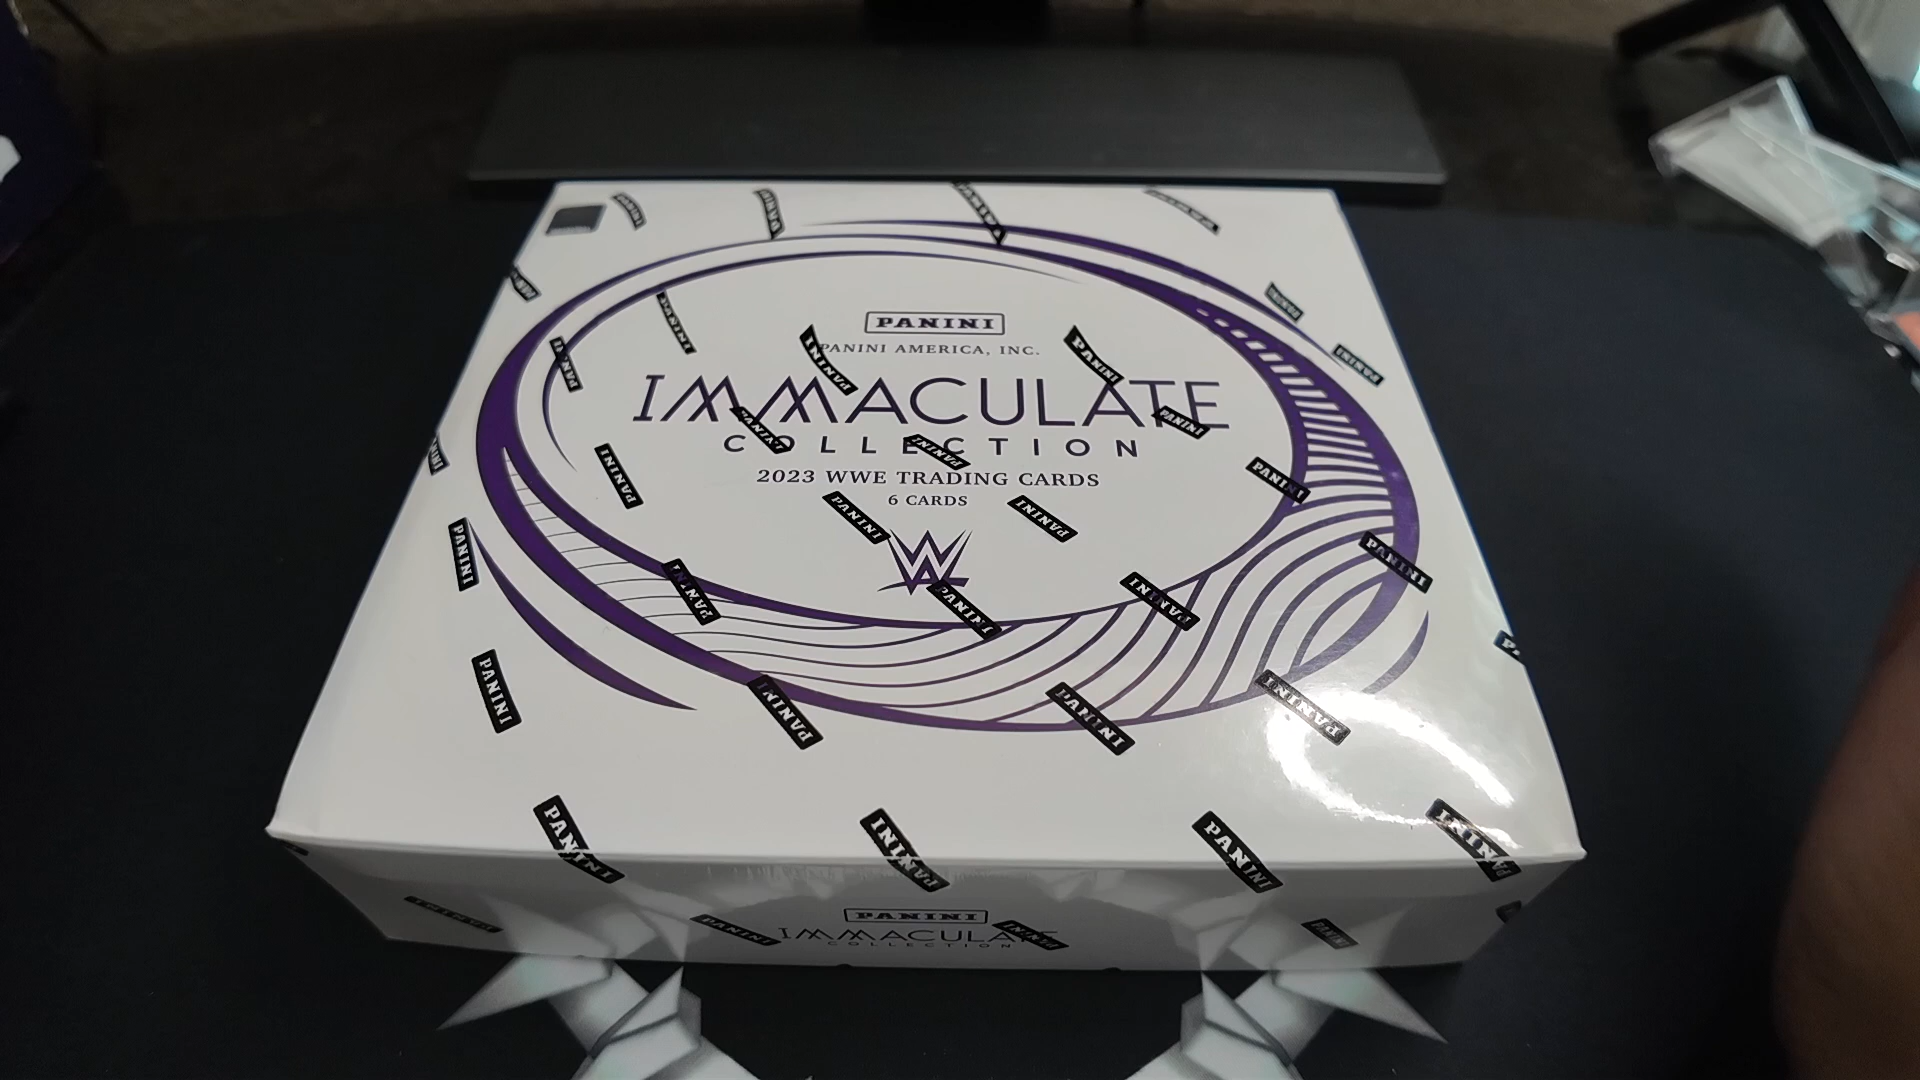 PANINI
PANINI AMERICA, INC.
IMMACULATE
COLLECTION
2023 WWE TRADING CARDS
6 CARDS
W
PANINI
IMMACULATE
COLLECTION